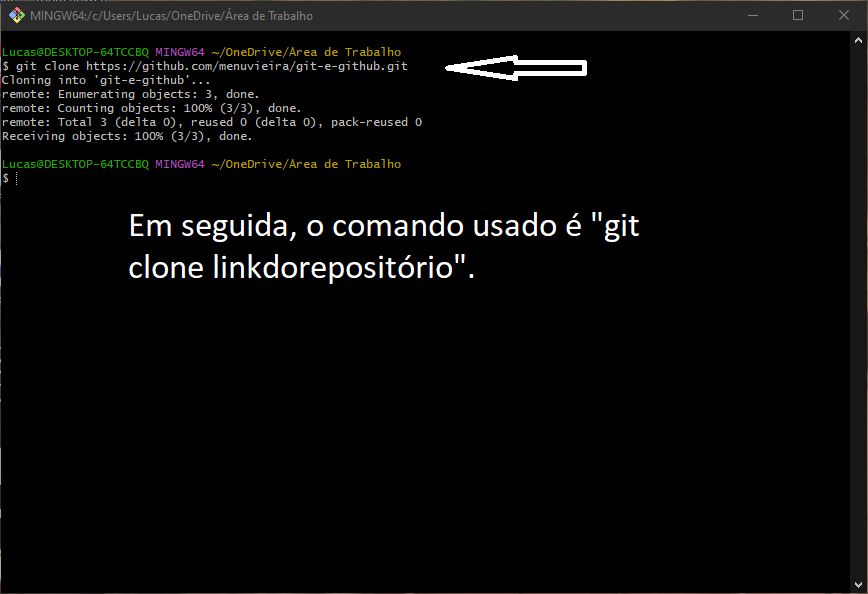 MINGW64:/c/Users/Lucas/OneDrive/Área de Trabalho
Lucas@DESKTOP-64TCCBQ MINGW64 ~/OneDrive/Área de Trabalho
$ git clone https://github.com/menuvieira/git-e-github.git
Cloning into 'git-e-github'...
remote: Enumerating objects: 3, done.
remote: Counting objects: 100% (3/3), done.
remote: Total 3 (delta 0), reused 0 (delta 0), pack-reused 0
Receiving objects: 100% (3/3), done.
Lucas@DESKTOP-64TCCBQ MINGW64 ~/OneDrive/Área de Trabalho
$
Em seguida, o comando usado é "git
clone linkdorepositório".